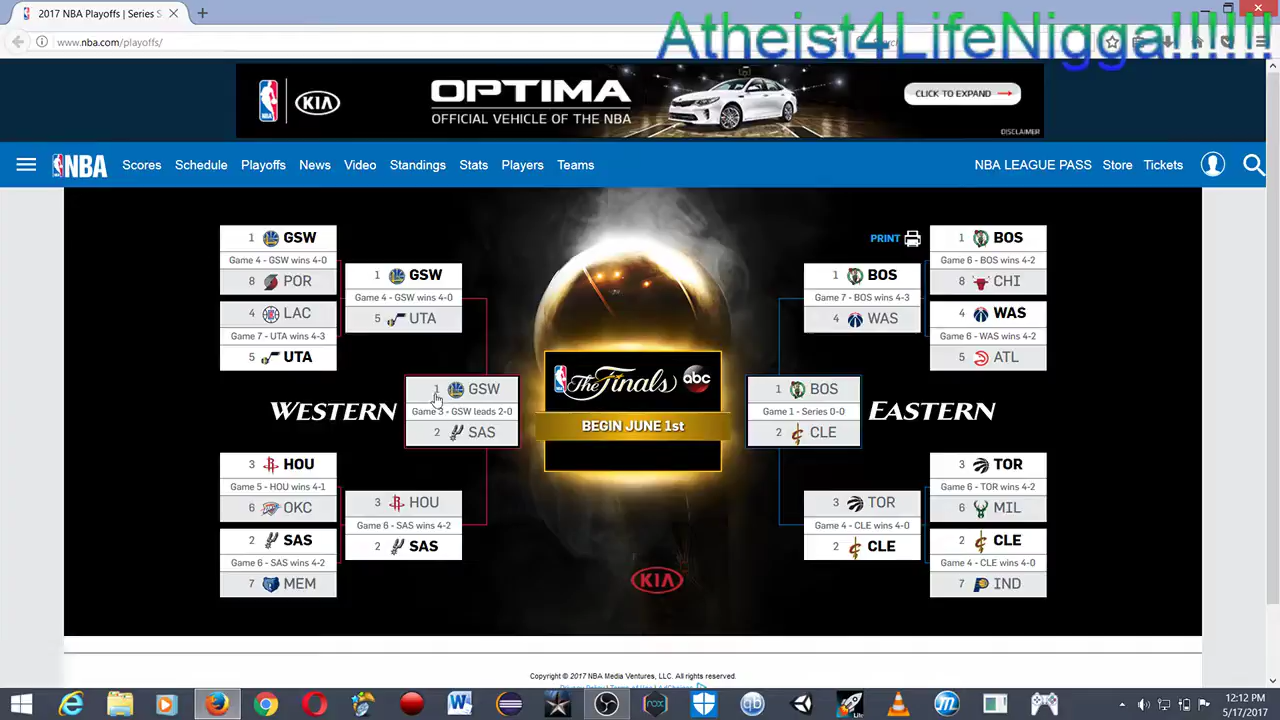 2017 NBA Playoffs | Series S
Atheist4LifeNigga!!!!!!
www.nba.com/playoffs/
Search
KIA
OPTIMA
OFFICIAL VEHICLE OF THE NBA
CLICK TO EXPAND
DISCLAIMER
NBA
Scores Schedule Playoffs News Video Standings Stats Players Teams
NBA LEAGUE PASS Store Tickets
PRINT
1 GSW
Game 4 - GSW wins 4-0
8 POR
4 LAC
Game 7 - UTA wins 4-3
5 UTA
1 GSW
Game 4 - GSW wins 4-0
5 UTA
WESTERN
1 GSW
Game 3 - GSW leads 2-0
2 SAS
3 HOU
Game 5 - HOU wins 4-1
6 OKC
2 SAS
Game 6 - SAS wins 4-2
7 MEM
3 HOU
Game 6 - SAS wins 4-2
2 SAS
The Finals abc
BEGIN JUNE 1st
KIA
1 BOS
Game 7 - BOS wins 4-3
4 WAS
1 BOS
Game 6 - BOS wins 4-2
8 CHI
4 WAS
Game 6 - WAS wins 4-2
5 ATL
1 BOS
Game 1 - Series 0-0
2 CLE
EASTERN
3 TOR
Game 4 - CLE wins 4-0
2 CLE
3 TOR
Game 6 - TOR wins 4-2
6 MIL
2 CLE
Game 4 - CLE wins 4-0
7 IND
Copyright © 2017 NBA Media Ventures, LLC. All rights reserved.
Privacy Policy | Terms of Use | AdChoices
12:12 PM
5/17/2017